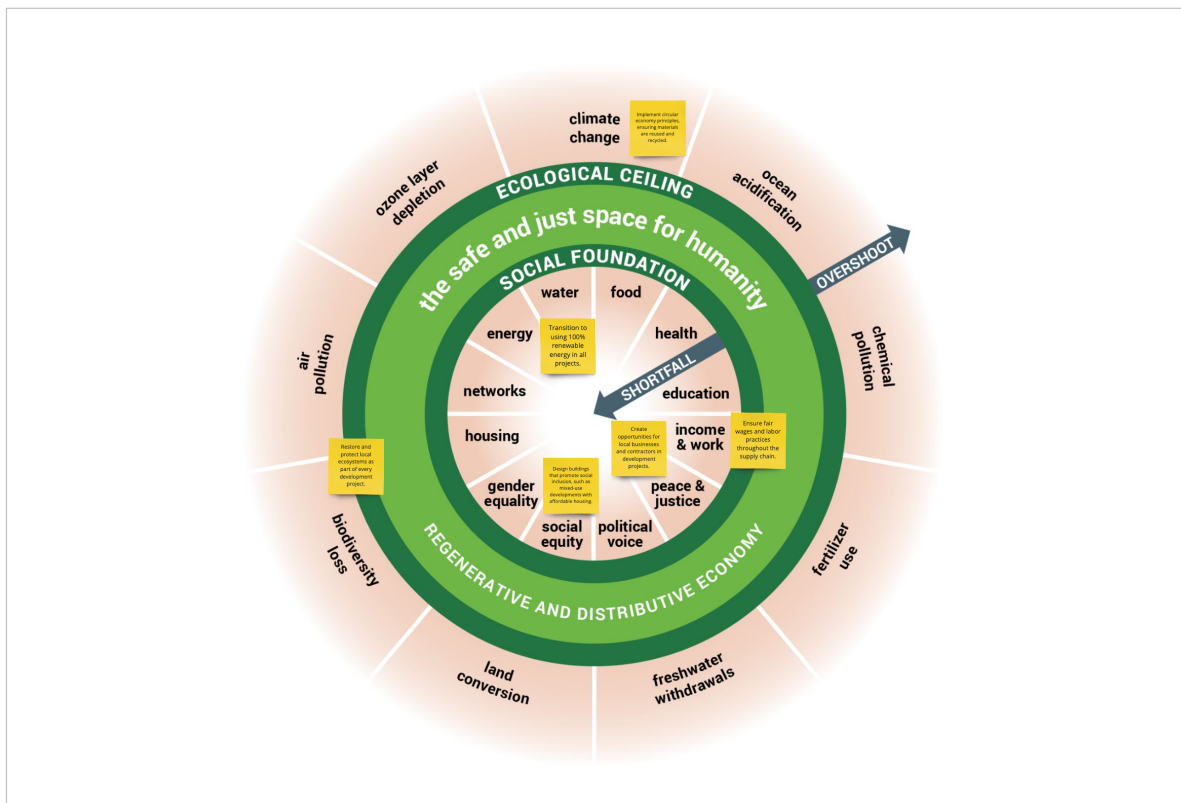 climate
change
Implement circular
economy principles,
ensuring materials
are reused and
recycled.
ozone layer
depletion
ocean
acidification
ECOLOGICAL CEILING
the safe and just space for humanity
SOCIAL FOUNDATION
OVERSHOOT
water
food
energy
Transition to
using 100%
renewable
energy in all
projects.
health
SHORTFALL
air
pollution
chemical
pollution
networks
education
housing
Create
opportunities for
local businesses
and contractors in
development
projects.
income
& work
Ensure fair
wages and labor
practices
throughout the
supply chain.
Restore and
protect local
ecosystems as
part of every
development
project.
gender
equality
Design buildings
that promote social
inclusion, such as
mixed-use
developments with
affordable housing.
peace &
justice
social
equity
political
voice
biodiversity
loss
fertilizer
use
REGENERATIVE AND DISTRIBUTIVE ECONOMY
land
conversion
freshwater
withdrawals